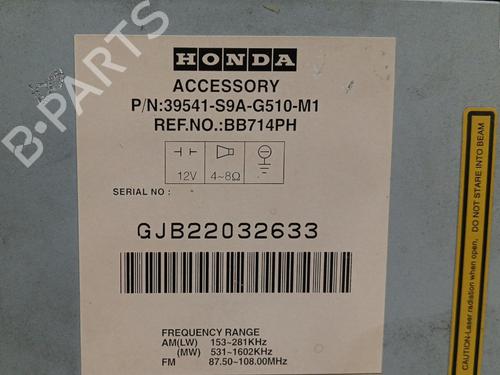 HONDA
ACCESSORY
P/N:39541-S9A-G510-M1
REF.NO.:BB714PH
12V 4~8Ω
SERIAL NO :
GJB22032633
FREQUENCY RANGE
AM(LW) 153~281KHz
(MW) 531~1602KHz
FM 87.50~108.00MHz
CAUTION-Laser radiation when open,
DO NOT STARE INTO BEAM
B-PARTS